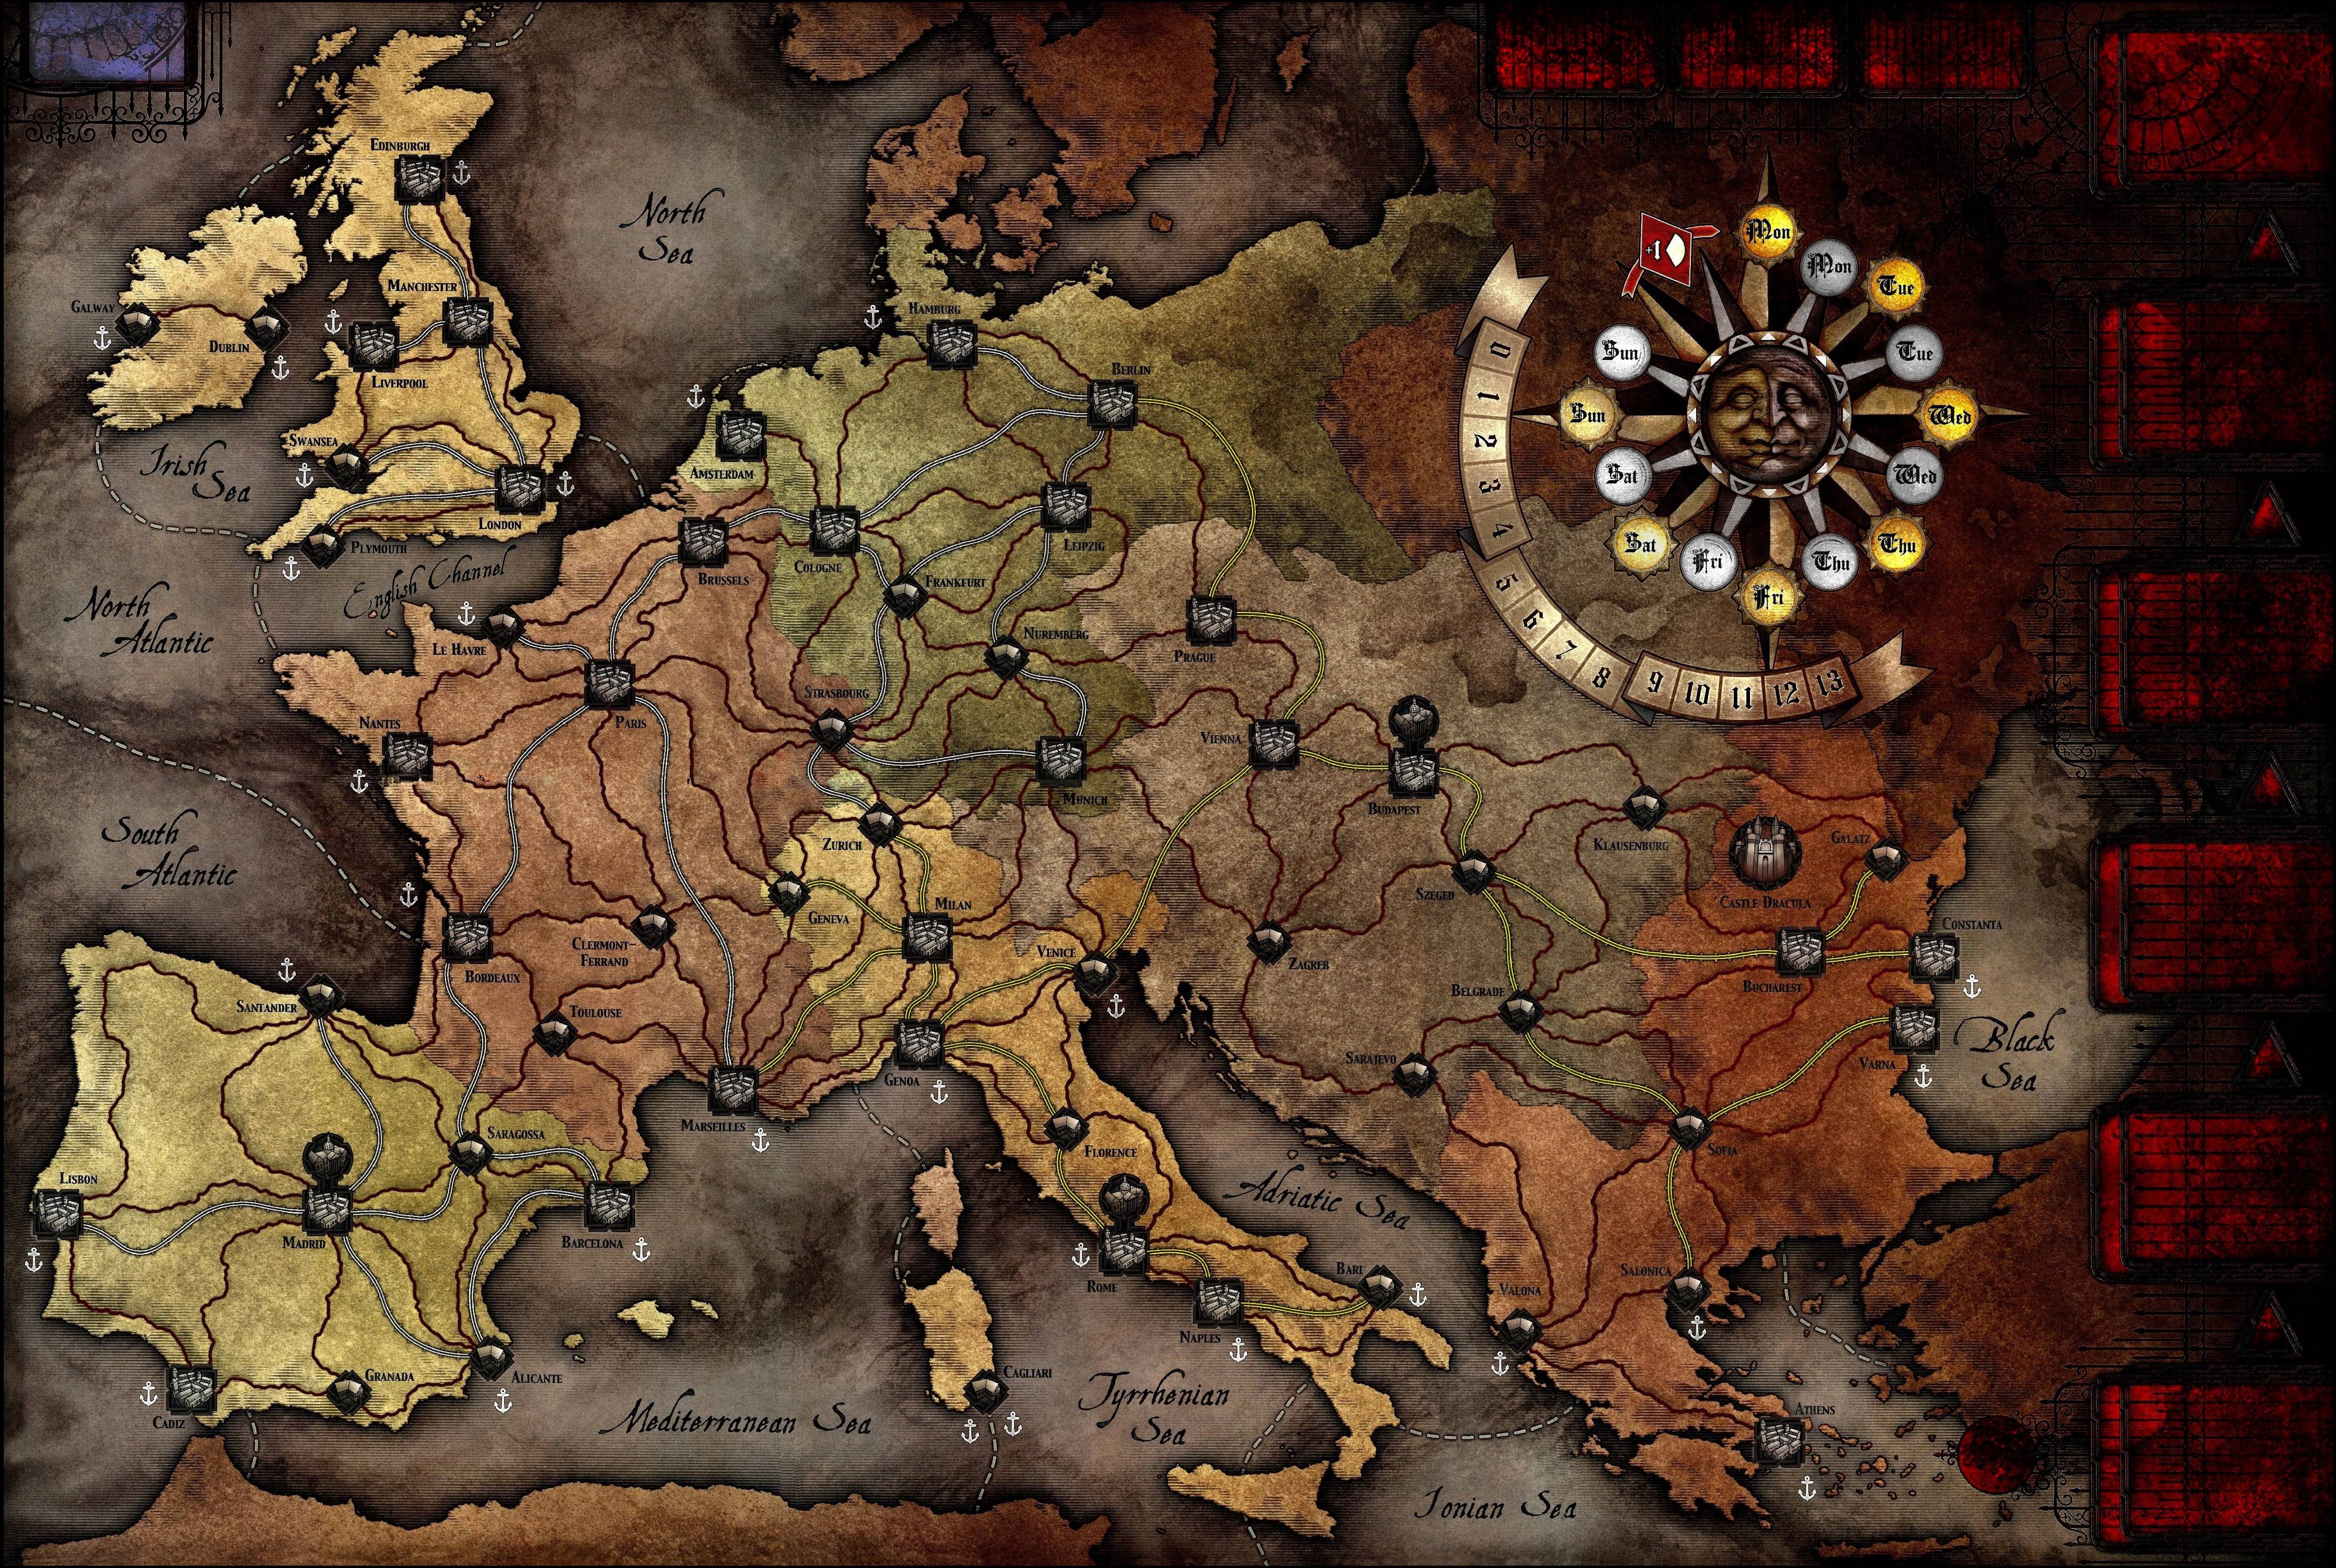 EDINBURGH
MANCHESTER
GALWAY
DUBLIN
LIVERPOOL
SWANSEA
LONDON
PLYMOUTH
Irish
Sea
North
Sea
English Channel
North
Atlantic
South
Atlantic
HAMBURG
BERLIN
AMSTERDAM
BRUSSELS
COLOGNE
LEIPZIG
FRANKFURT
NUREMBERG
PRAGUE
LE HAVRE
PARIS
STRASBOURG
NANTES
VIENNA
MUNICH
BUDAPEST
ZURICH
GENEVA
MILAN
CLERMONT-
FERRAND
BORDEAUX
TOULOUSE
VENICE
ZAGREB
SZEGED
KLAUSENBURG
CASTLE DRACULA
GALATZ
CONSTANTA
BUCHAREST
BELGRADE
SARAJEVO
VARNA
Black
Sea
SANTANDER
SARAGOSSA
MARSEILLES
GENOA
FLORENCE
SOFIA
LISBON
MADRID
BARCELONA
ROME
NAPLES
BARI
Adriatic Sea
VALONA
SALONICA
CADIZ
GRANADA
ALICANTE
CAGLIARI
ATHENS
Mediterranean Sea
Tyrrhenian
Sea
Ionian Sea
+1
Mon
Mon
Tue
Tue
Wed
Wed
Thu
Thu
Fri
Fri
Sat
Sat
Sun
Sun
0
1
2
3
4
5
6
7
8
9
10
11
12
13